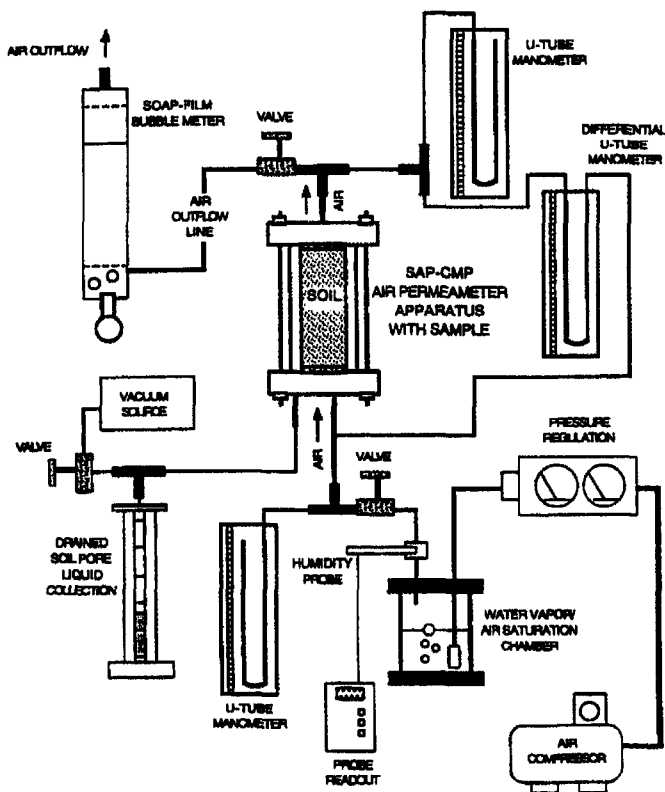 AIR OUTFLOW
SOAP-FILM
BUBBLE METER
VALVE
U-TUBE
MANOMETER
DIFFERENTIAL
U-TUBE
MANOMETER
AIR
OUTFLOW
LINE
AIR
SOIL
SAP-CMP
AIR PERMEAMETER
APPARATUS
WITH SAMPLE
VACUUM
SOURCE
VALVE
AIR
VALVE
PRESSURE
REGULATION
DRAINED
SOIL PORE
LIQUID
COLLECTION
HUMIDITY
PROBE
WATER VAPOR/
AIR SATURATION
CHAMBER
U-TUBE
MANOMETER
PROBE
READOUT
AIR
COMPRESSOR